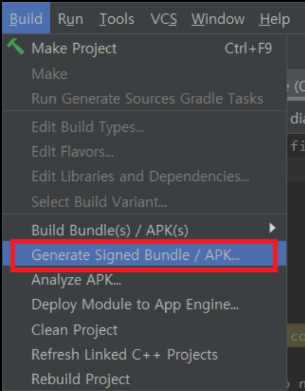 Build Run Tools VCS Window Help
Make Project Ctrl+F9
Make
Run Generate Sources Gradle Tasks
Edit Build Types...
Edit Flavors...
Edit Libraries and Dependencies...
Select Build Variant...
Build Bundle(s) / APK(s)
Generate Signed Bundle / APK...
Analyze APK...
Deploy Module to App Engine...
Clean Project
Refresh Linked C++ Projects
Rebuild Project